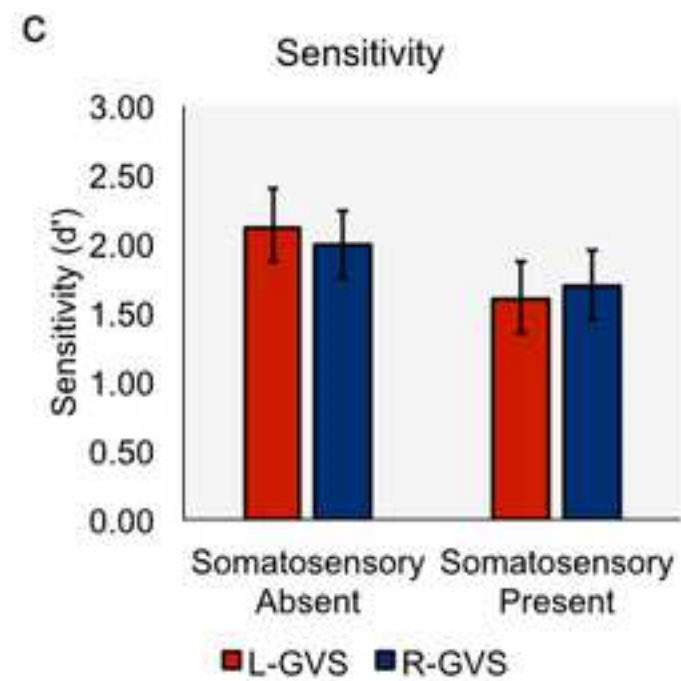 C
Sensitivity
3.00
2.50
2.00
1.50
1.00
0.50
0.00
Sensitivity (d')
Somatosensory Absent
Somatosensory Present
L-GVS R-GVS